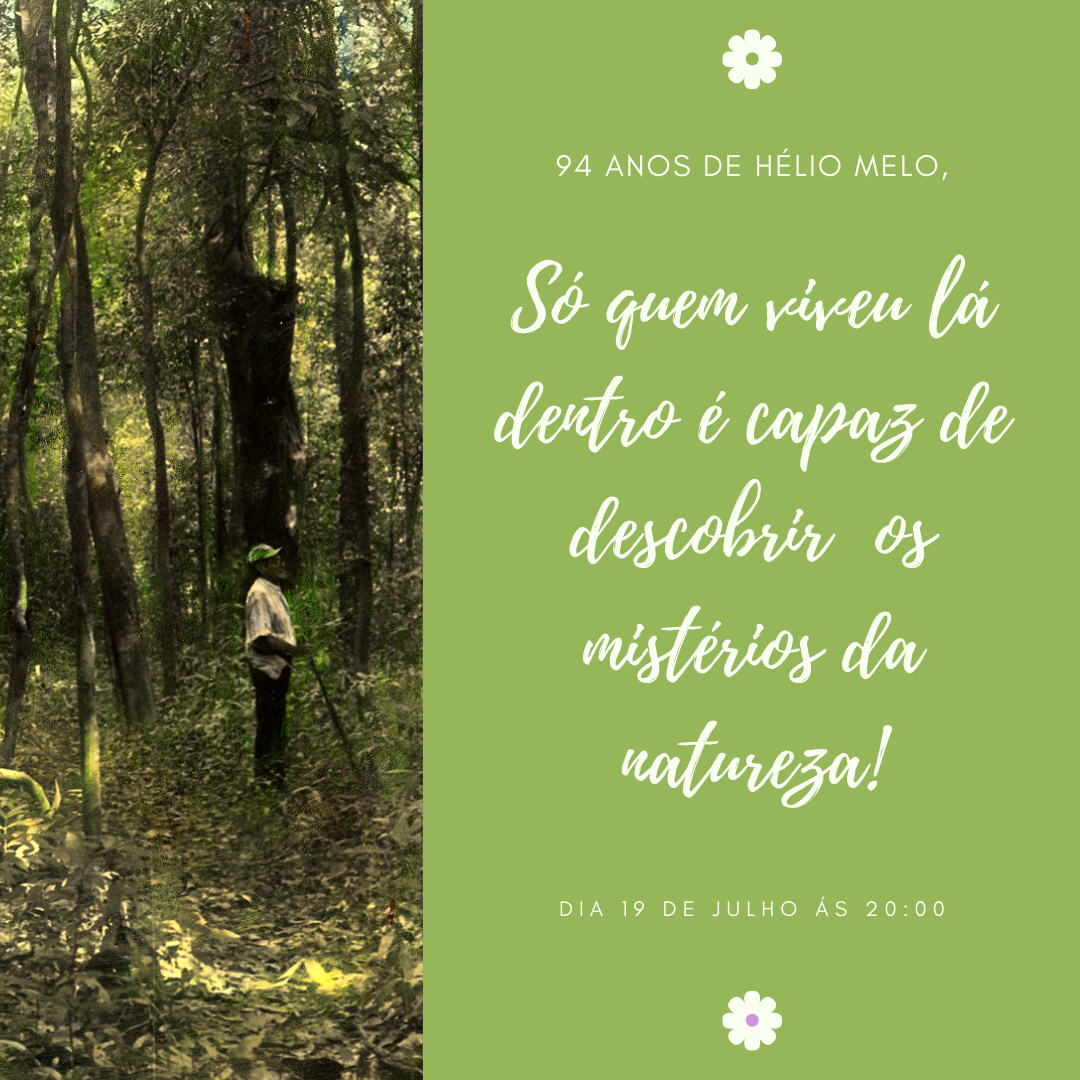 94 ANOS DE HÉLIO MELO,
Só quem viveu lá
dentro é capaz de
descobrir os
mistérios da
natureza!
DIA 19 DE JULHO ÁS 20:00